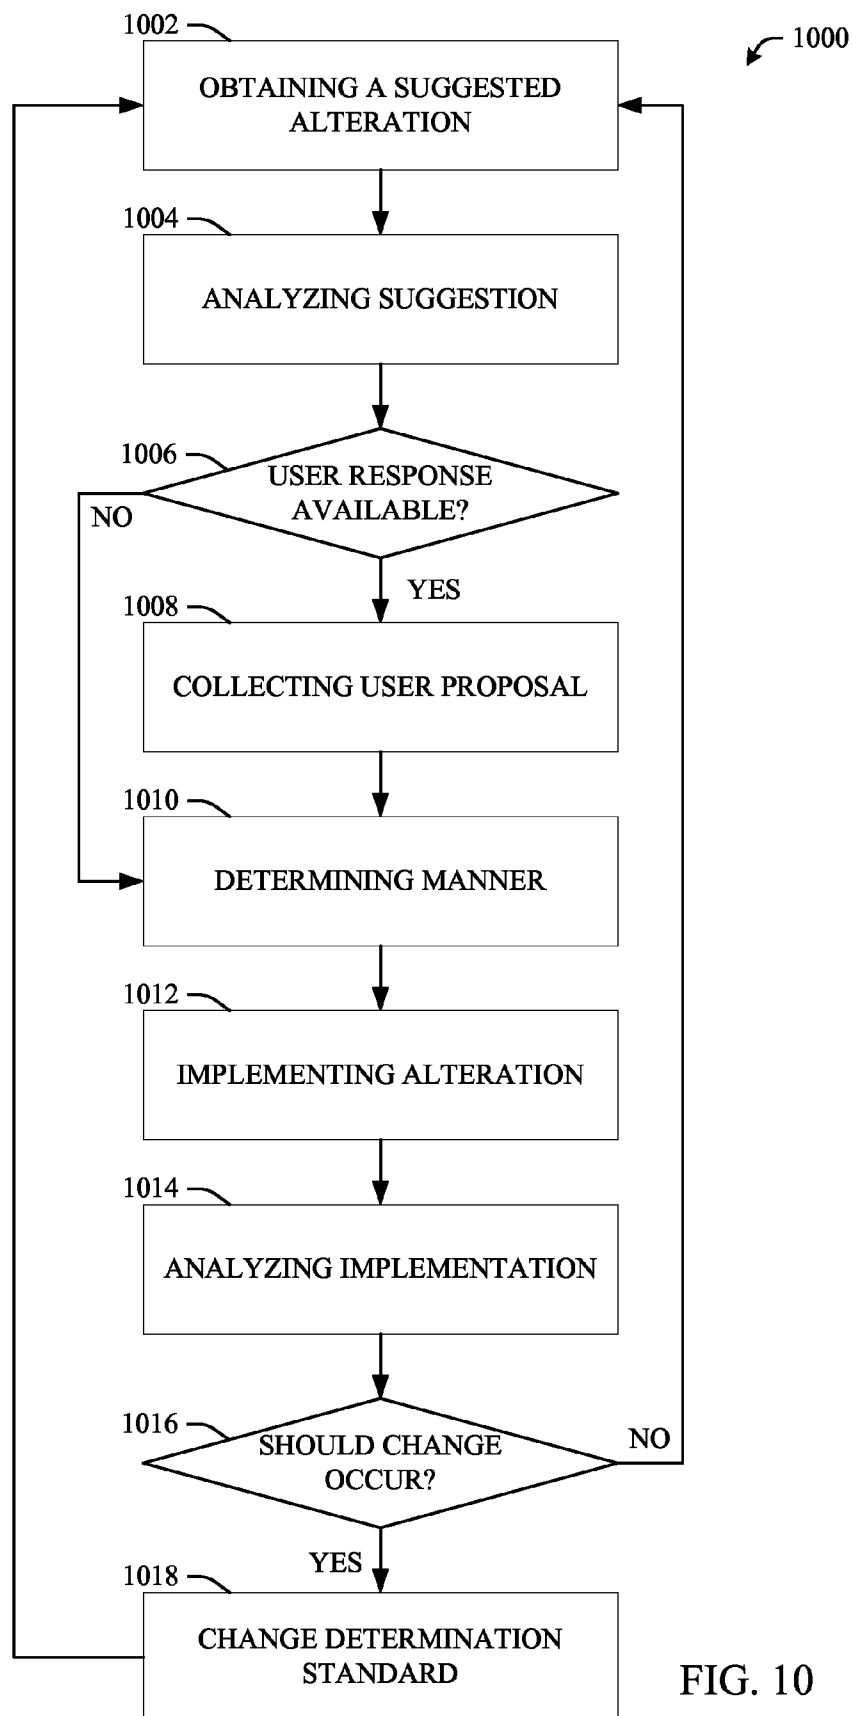 1002
1000
OBTAINING A SUGGESTED
ALTERATION
1004
ANALYZING SUGGESTION
1006
USER RESPONSE
AVAILABLE?
NO
YES
1008
COLLECTING USER PROPOSAL
1010
DETERMINING MANNER
1012
IMPLEMENTING ALTERATION
1014
ANALYZING IMPLEMENTATION
1016
SHOULD CHANGE
OCCUR?
NO
YES
1018
CHANGE DETERMINATION
STANDARD
FIG. 10